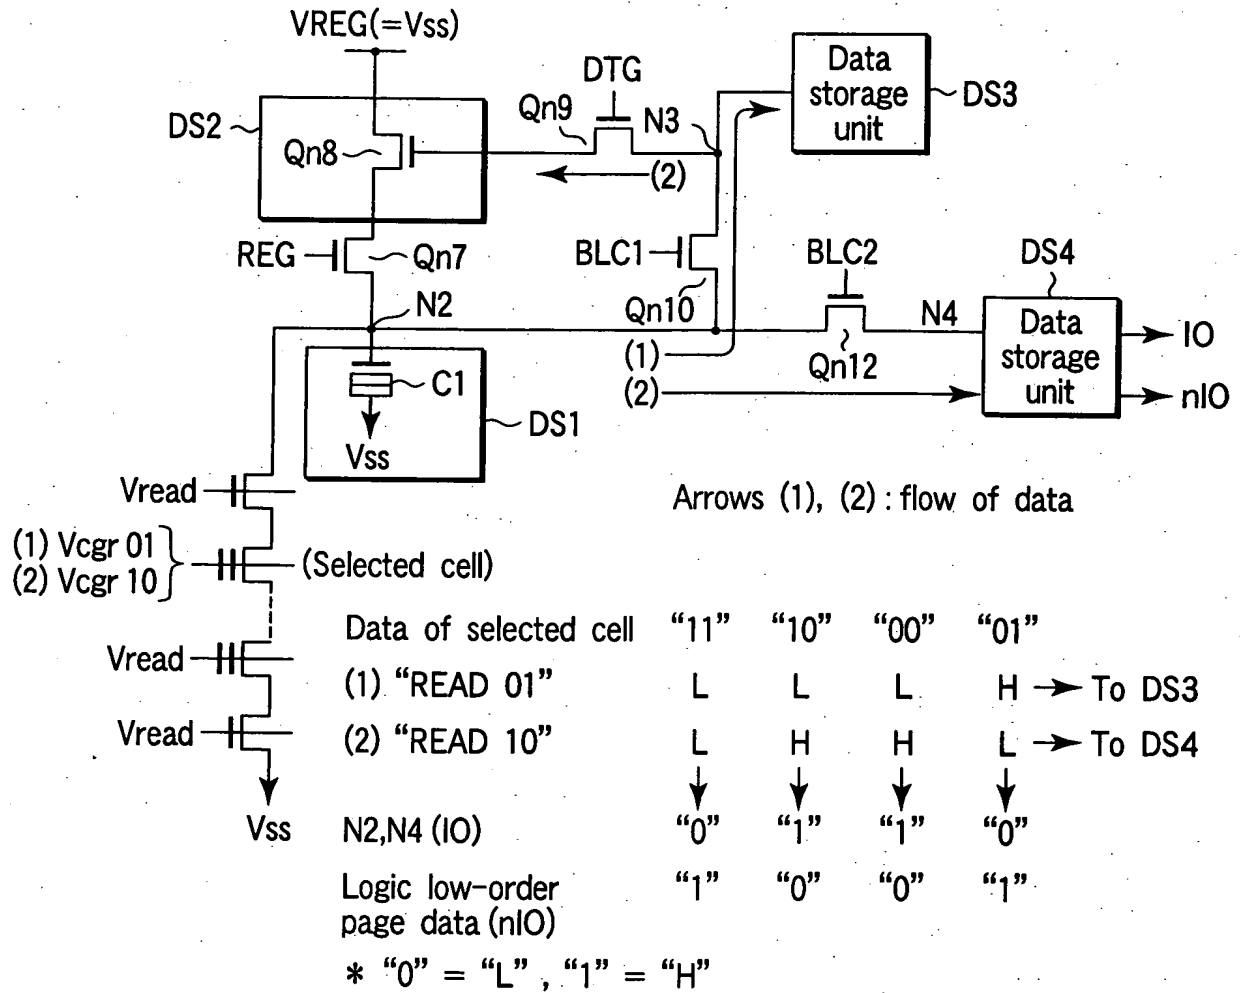 VREG(=Vss)
DTG
Data
storage
unit
DS3
DS2
Qn9
N3
Qn8
(2)
REG
Qn7
BLC1
BLC2
DS4
N2
Qn10
N4
Data
storage
unit
IO
(1)
Qn12
(2)
nIO
C1
DS1
Vss
Vread
Arrows (1), (2) : flow of data
(1) Vcgr 01
(2) Vcgr 10
(Selected cell)
Data of selected cell "11" "10" "00" "01"
Vread
(1) "READ 01" L L L H To DS3
Vread
(2) "READ 10" L H H L To DS4
Vss
N2,N4 (IO) "0" "1" "1" "0"
Logic low-order "1" "0" "0" "1"
page data (nIO)
* "0" = "L" , "1" = "H"